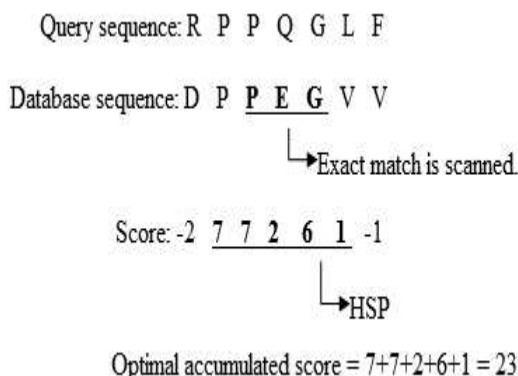 Query sequence: R P P Q G L F
Database sequence: D P P E G V V
Exact match is scanned.
Score: -2 7 7 2 6 1 -1
HSP
Optimal accumulated score = 7+7+2+6+1 = 23